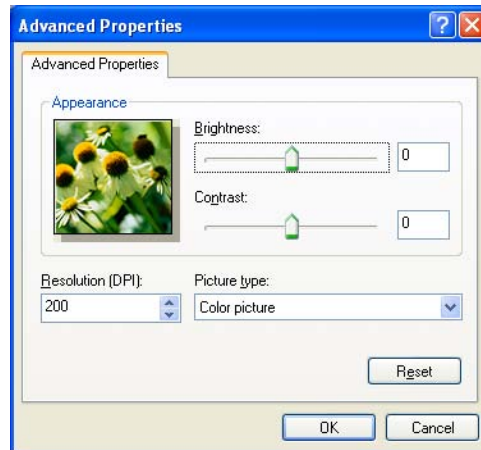 Advanced Properties
Advanced Properties
Appearance
Brightness:
0
Contrast:
0
Resolution (DPI):
Picture type:
200
Color picture
Reset
OK
Cancel